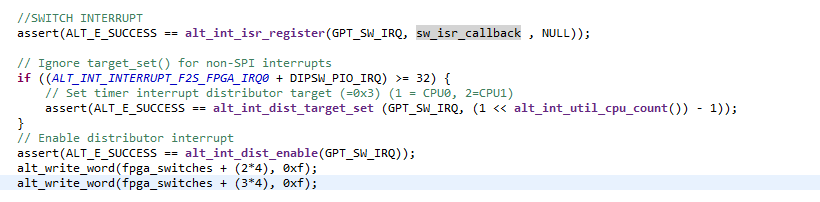 //SWITCH INTERRUPT
assert(ALT_E_SUCCESS == alt_int_isr_register(GPT_SW_IRQ, sw_isr_callback , NULL));

// Ignore target_set() for non-SPI interrupts
if ((ALT_INT_INTERRUPT_F2S_FPGA_IRQ0 + DIPSW_PIO_IRQ) >= 32) {
    // Set timer interrupt distributor target (=0x3) (1 = CPU0, 2=CPU1)
    assert(ALT_E_SUCCESS == alt_int_dist_target_set (GPT_SW_IRQ, (1 << alt_int_util_cpu_count()) - 1));
}
// Enable distributor interrupt
assert(ALT_E_SUCCESS == alt_int_dist_enable(GPT_SW_IRQ));
alt_write_word(fpga_switches + (2*4), 0xf);
alt_write_word(fpga_switches + (3*4), 0xf);